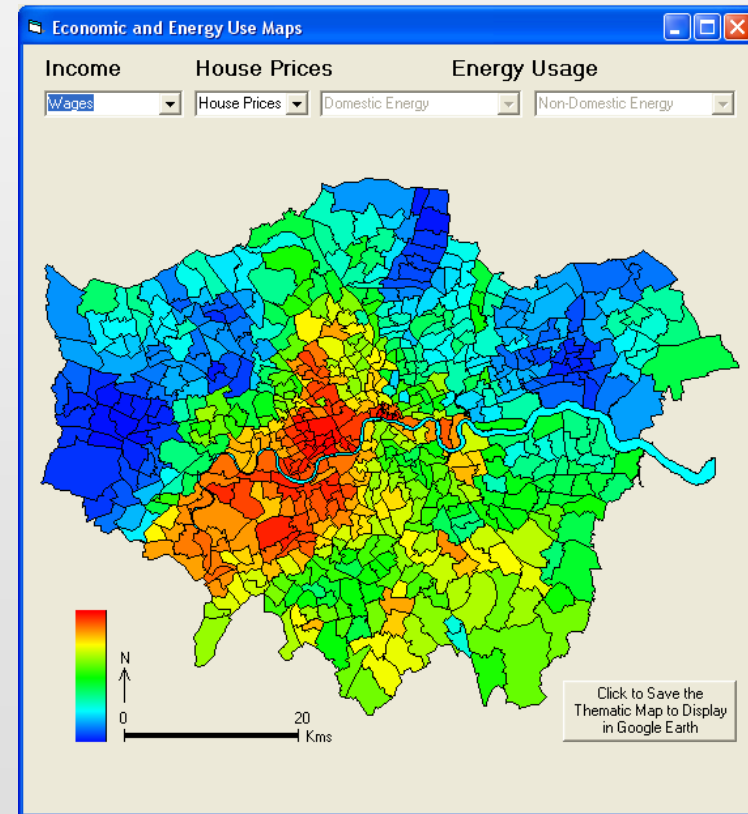 Economic and Energy Use Maps
Income House Prices Energy Usage
Wages House Prices Domestic Energy Non-Domestic Energy
N
0 20
Kms
Click to Save the
Thematic Map to Display
in Google Earth